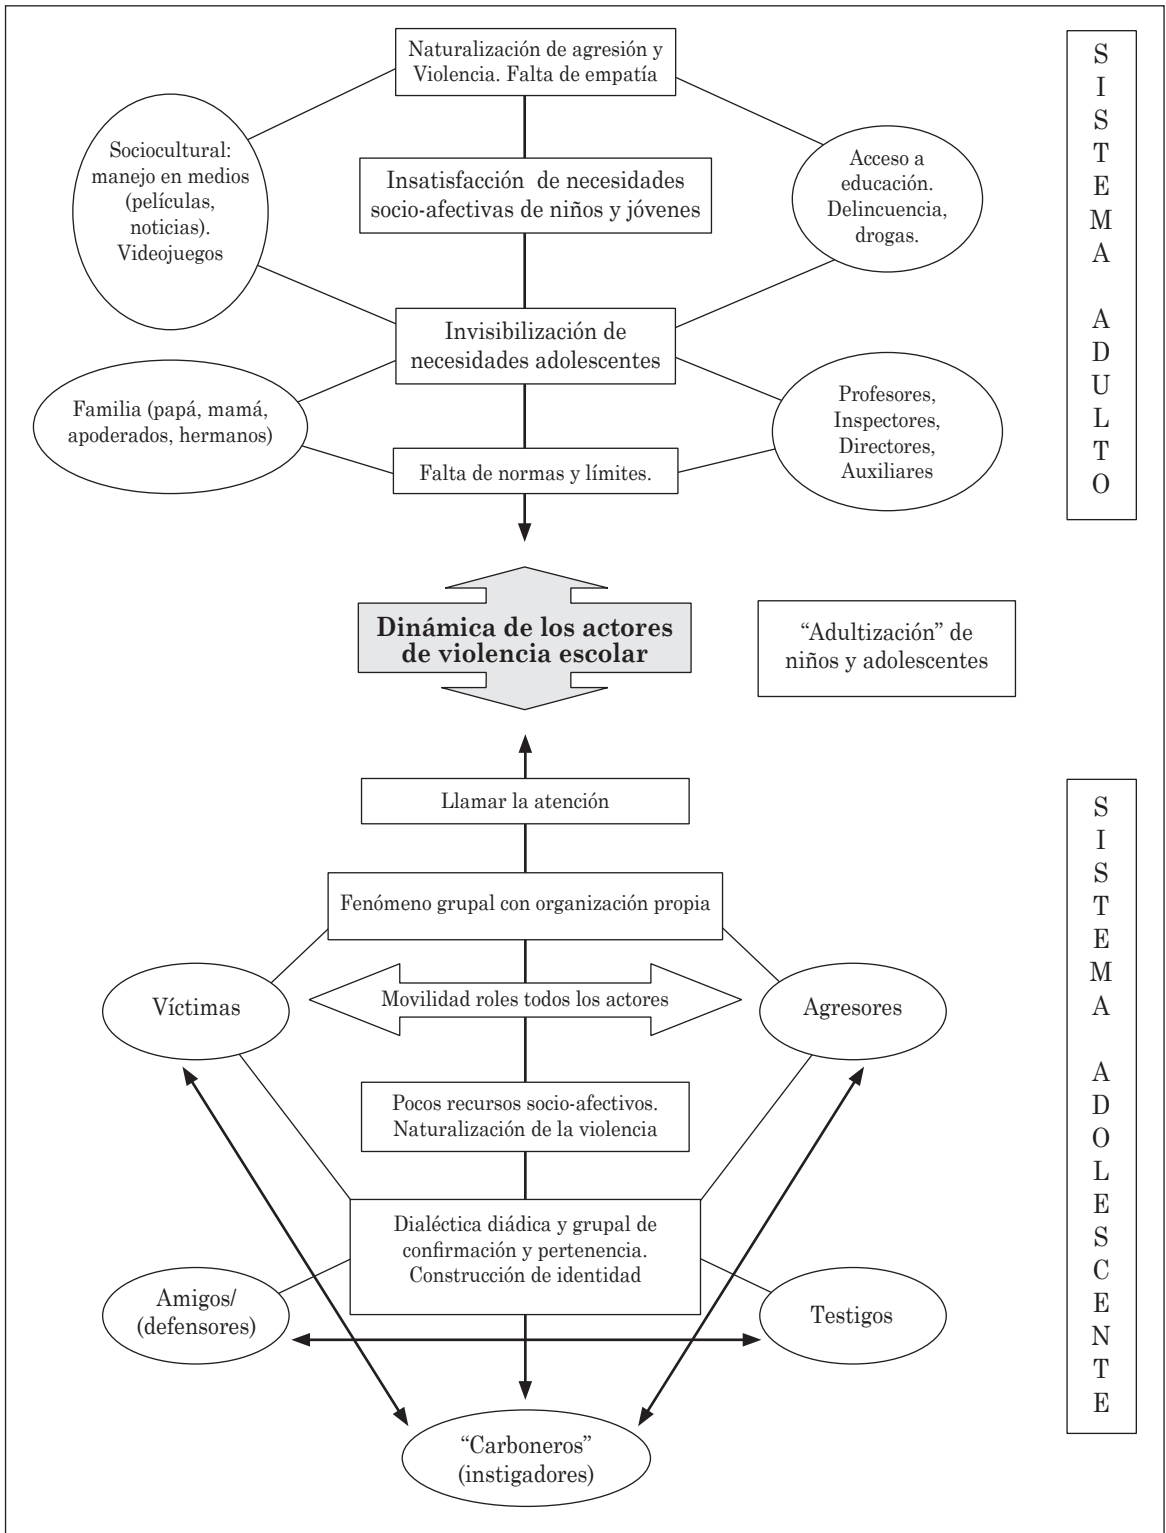 Naturalización de agresión y
Violencia. Falta de empatía
Sociocultural:
manejo en medios
(películas,
noticias).
Videojuegos
Insatisfacción de necesidades
socio-afectivas de niños y jóvenes
Acceso a
educación.
Delincuencia,
drogas.
Invisibilización de
necesidades adolescentes
Familia (papá, mamá,
apoderados, hermanos)
Profesores,
Inspectores,
Directores,
Auxiliares
Falta de normas y límites.
SISTEMA ADULTO
Dinámica de los actores
de violencia escolar
“Adultización” de
niños y adolescentes
Llamar la atención
Fenómeno grupal con organización propia
Víctimas
Movilidad roles todos los actores
Agresores
Pocos recursos socio-afectivos.
Naturalización de la violencia
Dialéctica diádica y grupal de
confirmación y pertenencia.
Construcción de identidad
Amigos/
(defensores)
Testigos
“Carboneros”
(instigadores)
SISTEMA ADOLESCENTE